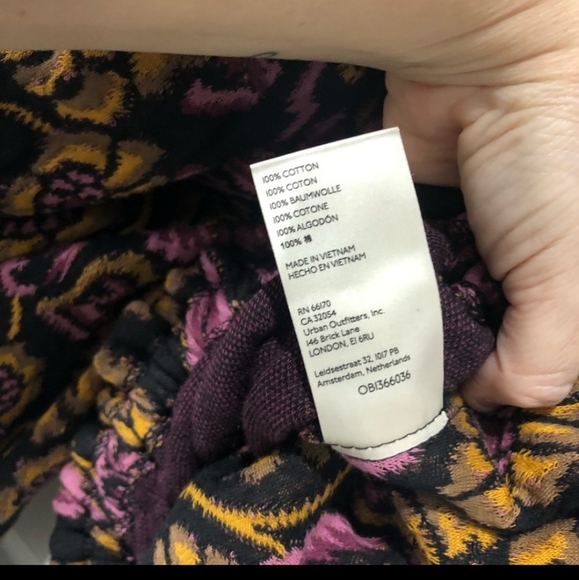 100% COTTON
100% COTON
100% BAUMWOLLE
100% COTONE
100% ALGODÓN
100% 棉
MADE IN VIETNAM
HECHO EN VIETNAM
RN 66170
CA 32054
Urban Outfitters, Inc.
146 Brick Lane
LONDON, E1 6RU
Leidsestraat 32, 1017 PB
Amsterdam, Netherlands
OB1366036